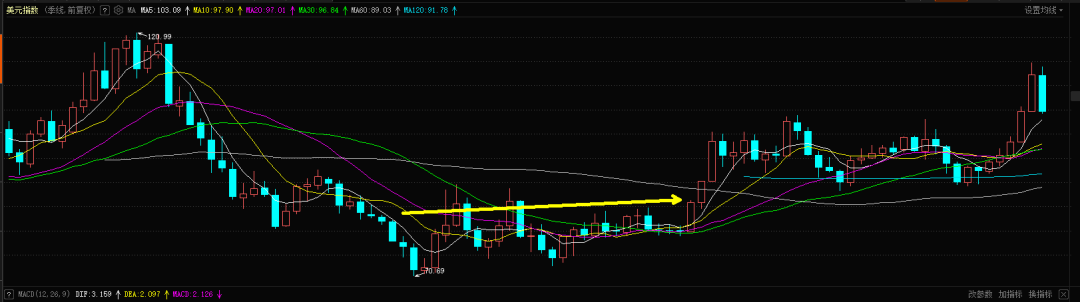 美元指数 (季线,前复权) ? MA MA5:103.09 MA10:97.90 MA20:97.01 MA30:96.84 MA60:89.03 MA120:91.78 设置均线
120.99
70.69
? MACD(12,26,9) DIF:3.159 DEA:2.097 MACD:2.126 改参数 加指标 换指标